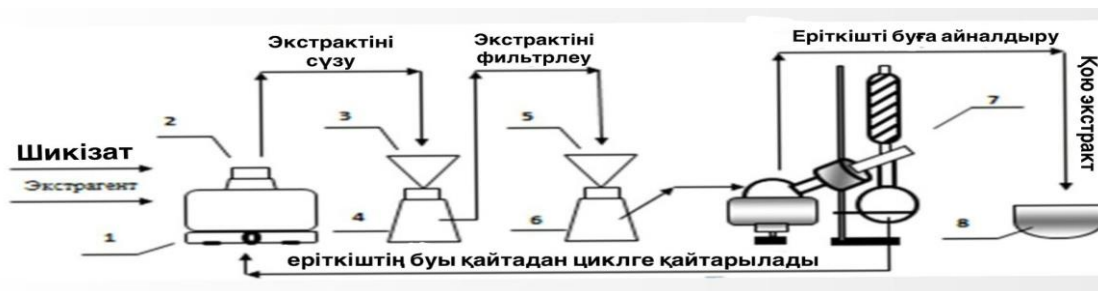 Экстрактіні
сүзу
Экстрактіні
фильтрлеу
Еріткішті буға айналдыру
Қою экстракт
2
3
5
7
Шикізат
Экстрагент
4
6
8
1
еріткіштің буы қайтадан циклге қайтарылады